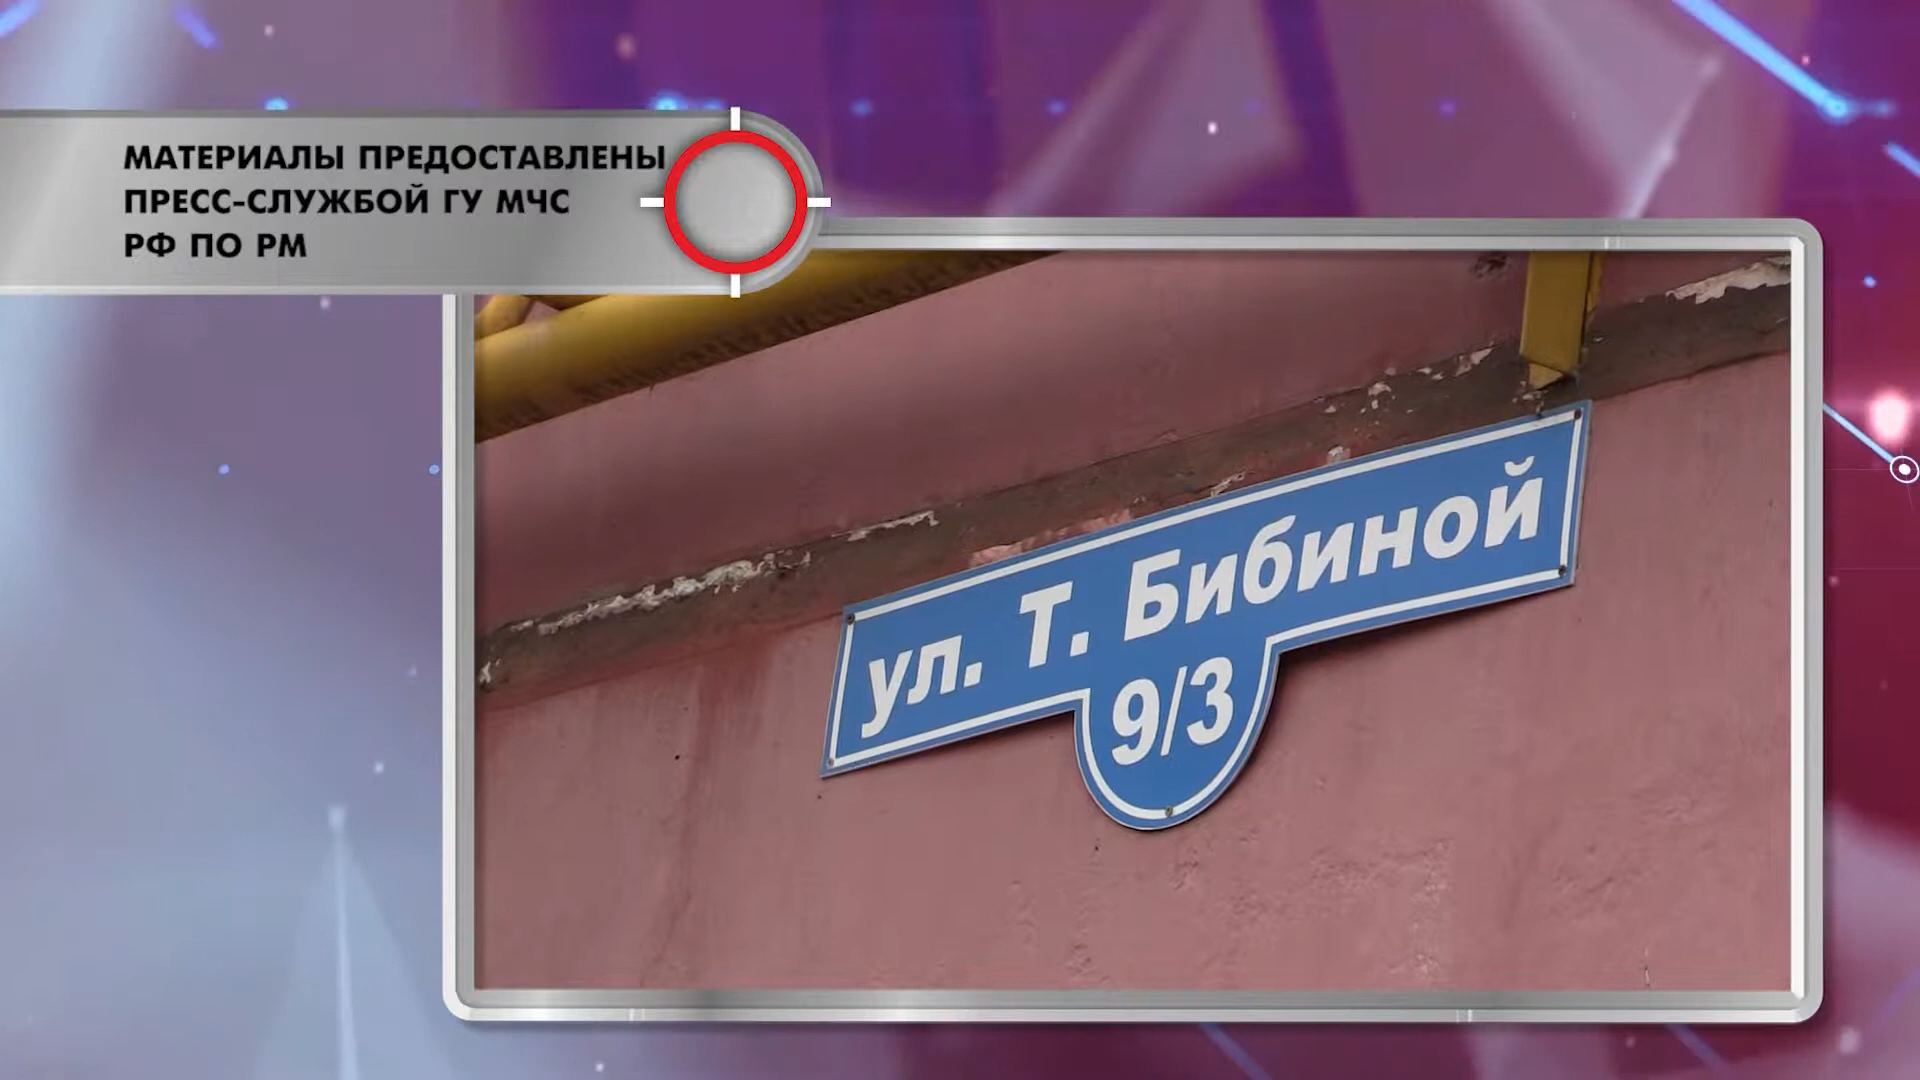 МАТЕРИАЛЫ ПРЕДОСТАВЛЕНЫ
ПРЕСС-СЛУЖБОЙ ГУ МЧС
РФ ПО РМ
ул. Т. Бибиной
9/3